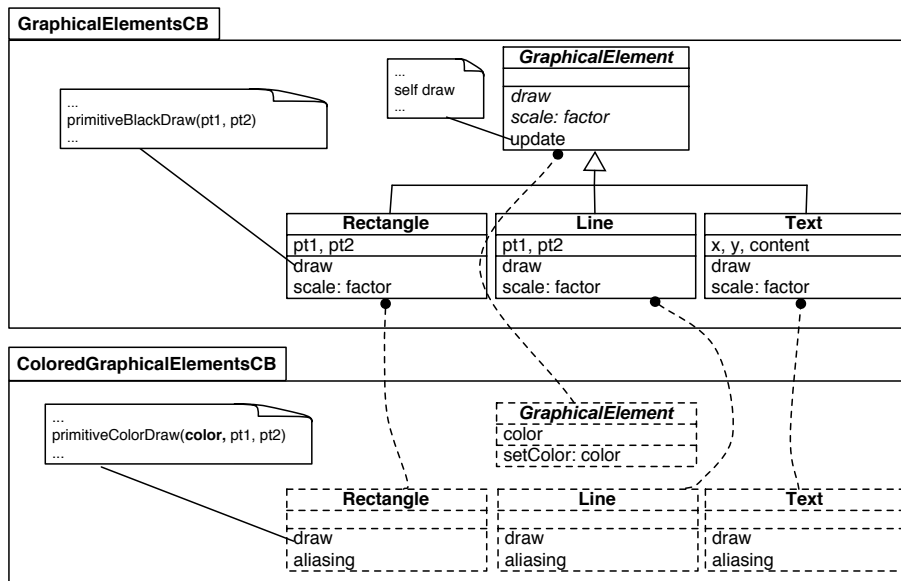 GraphicalElementsCB
GraphicalElement
...
self draw
...
draw
scale: factor
update
...
primitiveBlackDraw(pt1, pt2)
...
Rectangle
pt1, pt2
draw
scale: factor
Line
pt1, pt2
draw
scale: factor
Text
x, y, content
draw
scale: factor
ColoredGraphicalElementsCB
...
primitiveColorDraw(color, pt1, pt2)
...
GraphicalElement
color
setColor: color
Rectangle
draw
aliasing
Line
draw
aliasing
Text
draw
aliasing